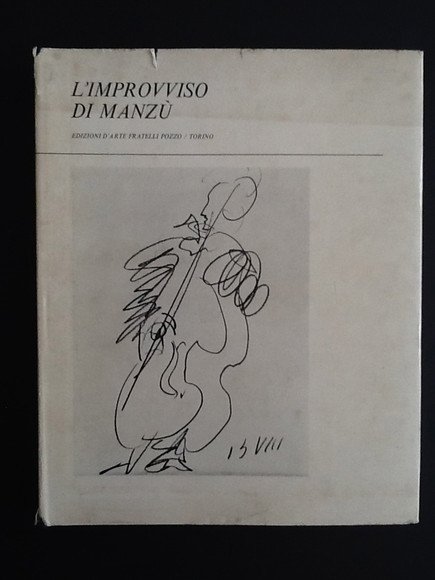 L'IMPROVVISO
DI MANZÙ
EDIZIONI D'ARTE FRATELLI POZZO / TORINO
13 VIII